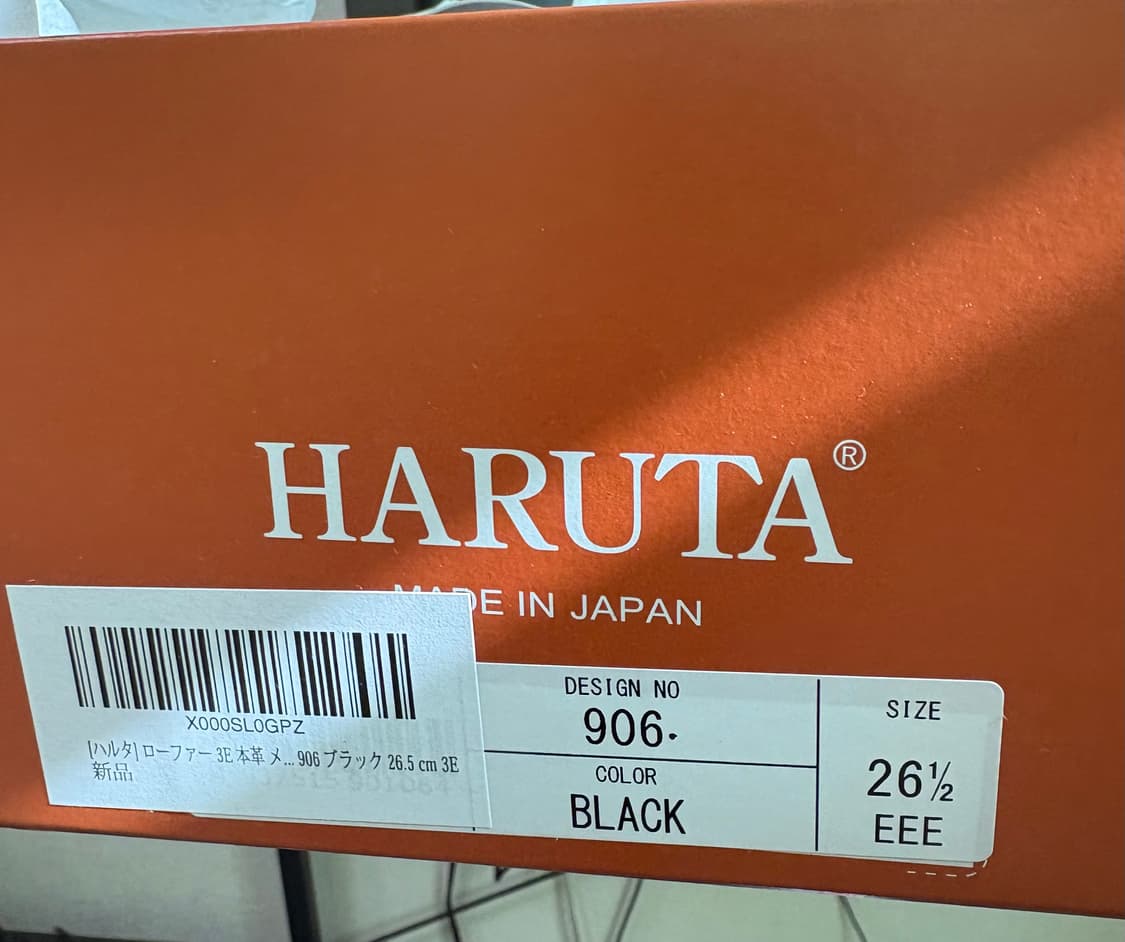 HARUTA®
MADE IN JAPAN
X000SL0GPZ
[ハルタ] ローファー 3E 本革 メ... 906 ブラック 26.5 cm 3E
新品
DESIGN NO
906.
COLOR
BLACK
SIZE
26½
EEE